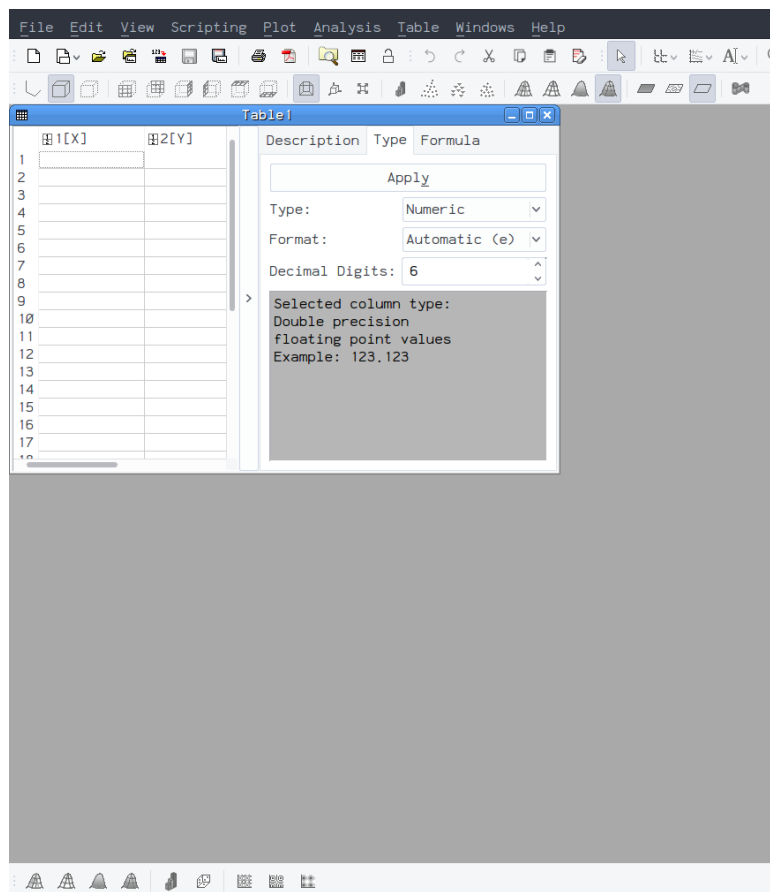 File Edit View Scripting Plot Analysis Table Windows Help
Table1
1[X] 2[Y]
Description Type Formula
1
2
3
4
5
6
7
8
9
10
11
12
13
14
15
16
17
18
Apply
Type: Numeric
Format: Automatic (e)
Decimal Digits: 6
Selected column type:
Double precision
floating point values
Example: 123.123